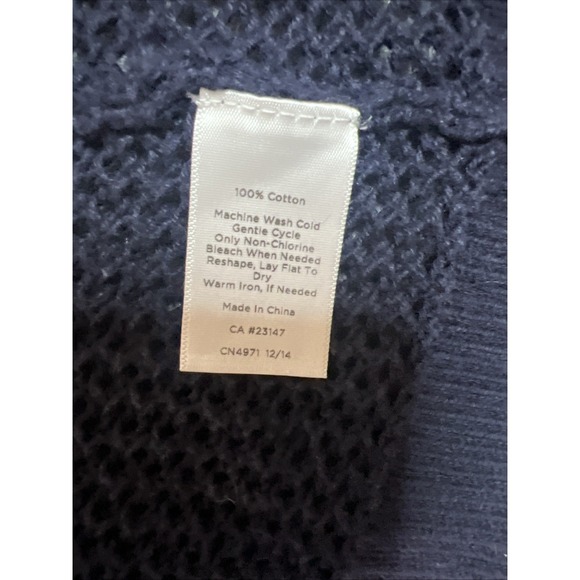 100% Cotton
Machine Wash Cold
Gentle Cycle
Only Non-Chlorine
Bleach When Needed
Reshape, Lay Flat To
Dry
Warm Iron, If Needed
Made In China
CA #23147
CN4971 12/14